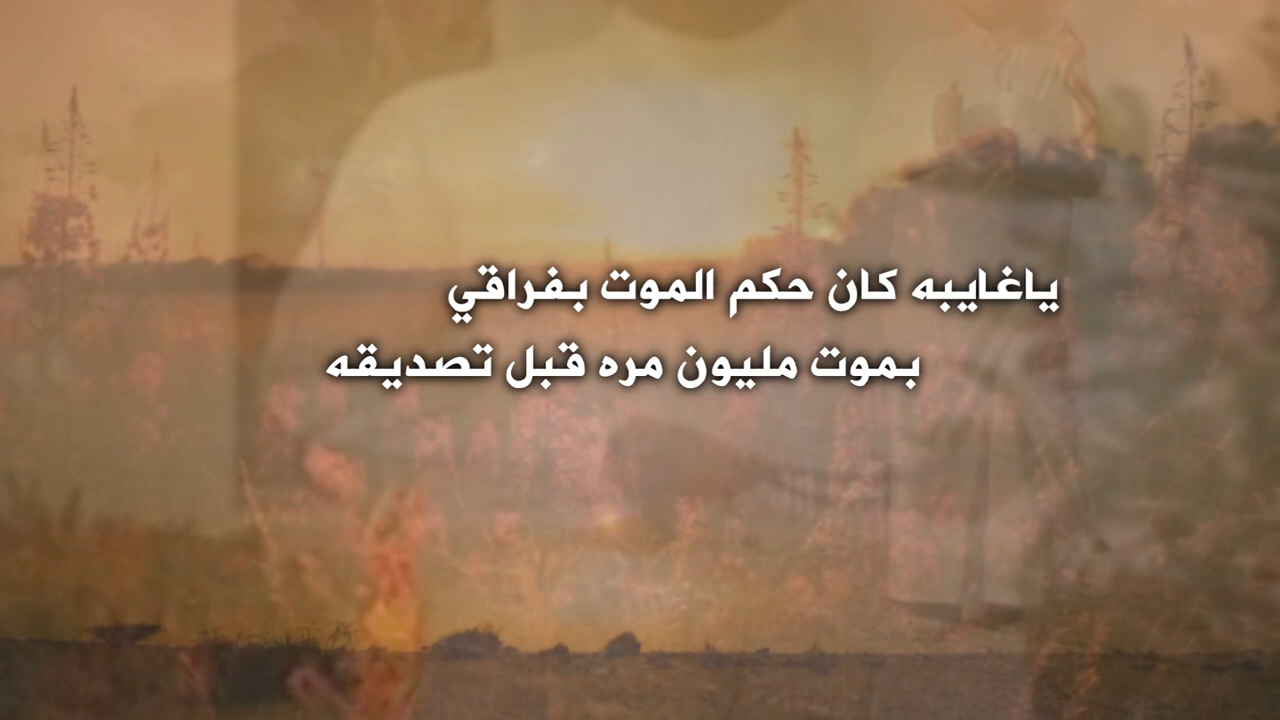 ياغايبه كان حكم الموت بفراقي
بموت مليون مره قبل تصديقه